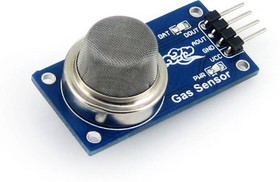 DAT
DOUT
AOUT
GND
VCC
PWR
Gas Sensor